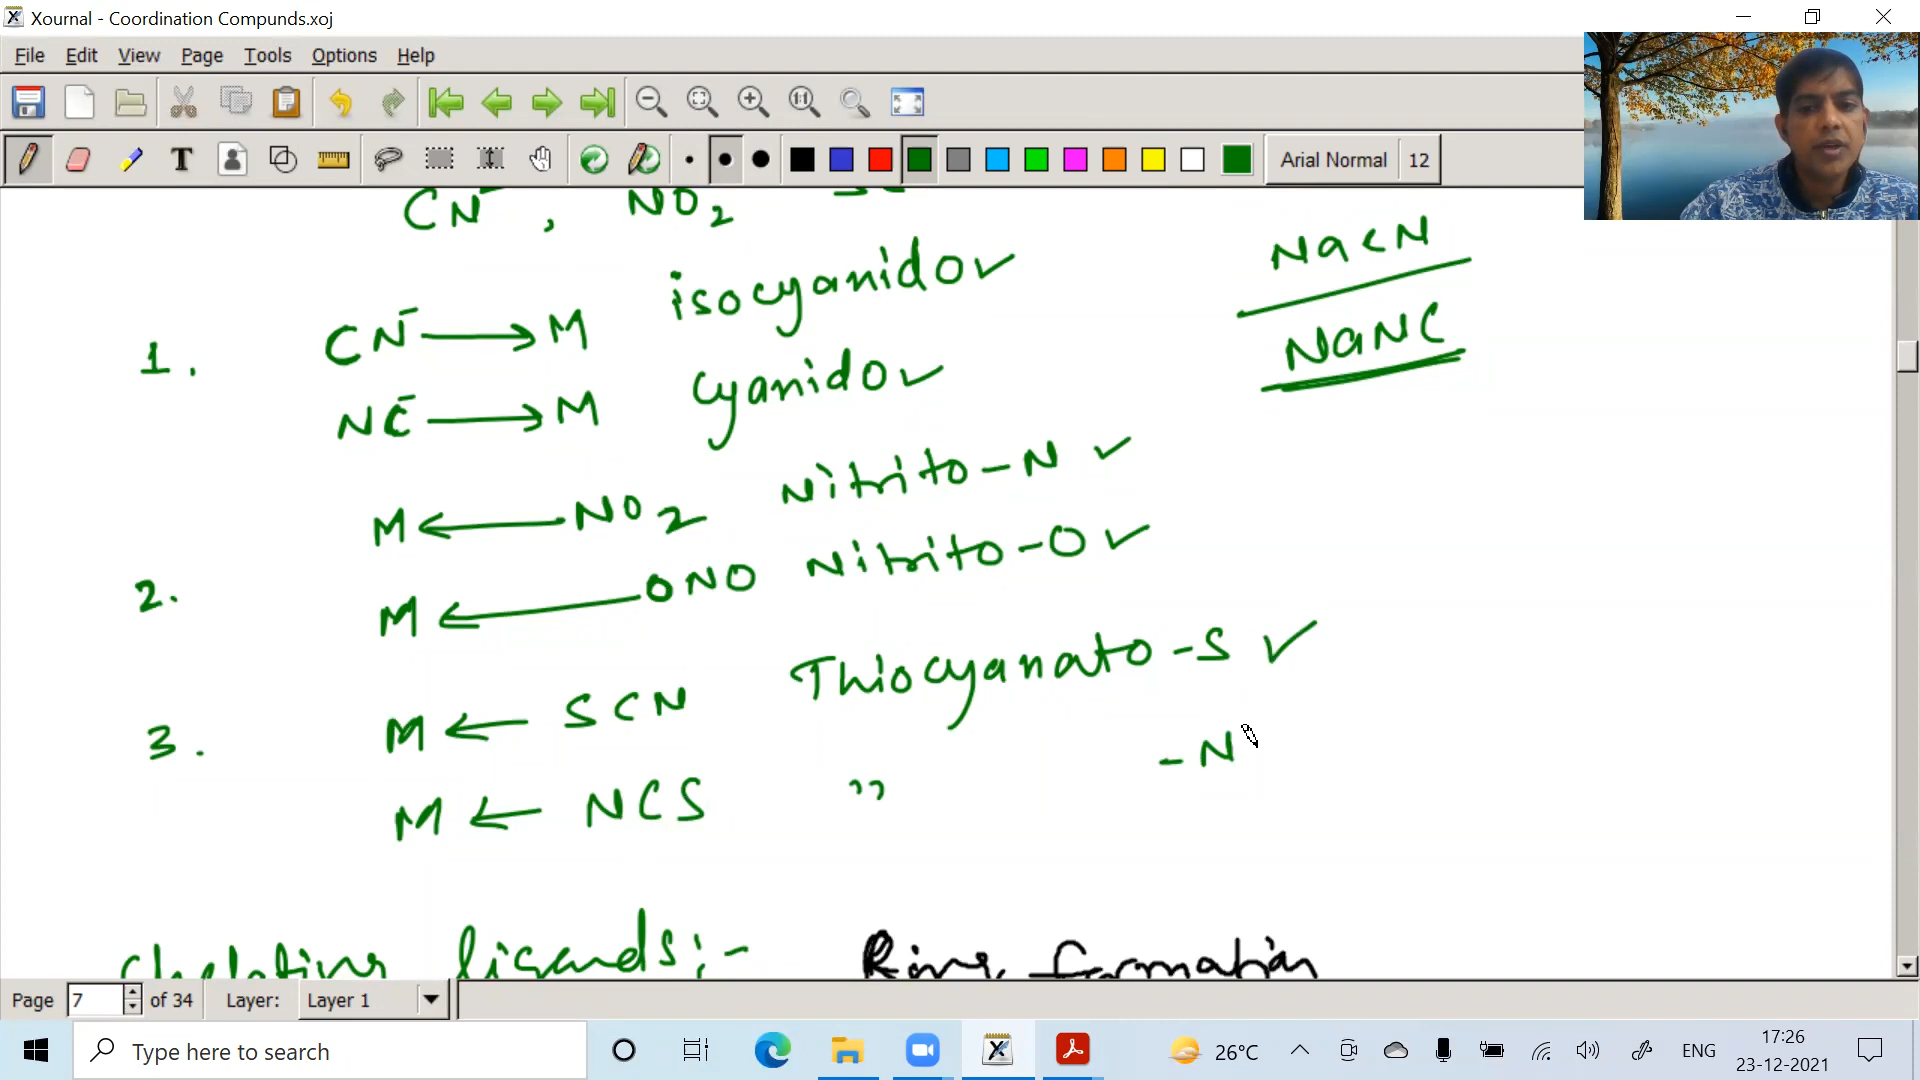 Xournal - Coordination Compunds.xoj
File Edit View Page Tools Options Help
Arial Normal 12
CN⁻ , NO2
NaCN
NaNC
1. CN⁻ → M isocyanido ✓
NC⁻ → M cyanido ✓
2. M ← NO2 Nitrito-N ✓
M ← ONO Nitrito-O ✓
3. M ← SCN Thiocyanato-S ✓
M ← NCS ,, -N
Chelating ligands:- Ring formation
Page 7 of 34 Layer: Layer 1
Type here to search
26°C
ENG
17:26
23-12-2021